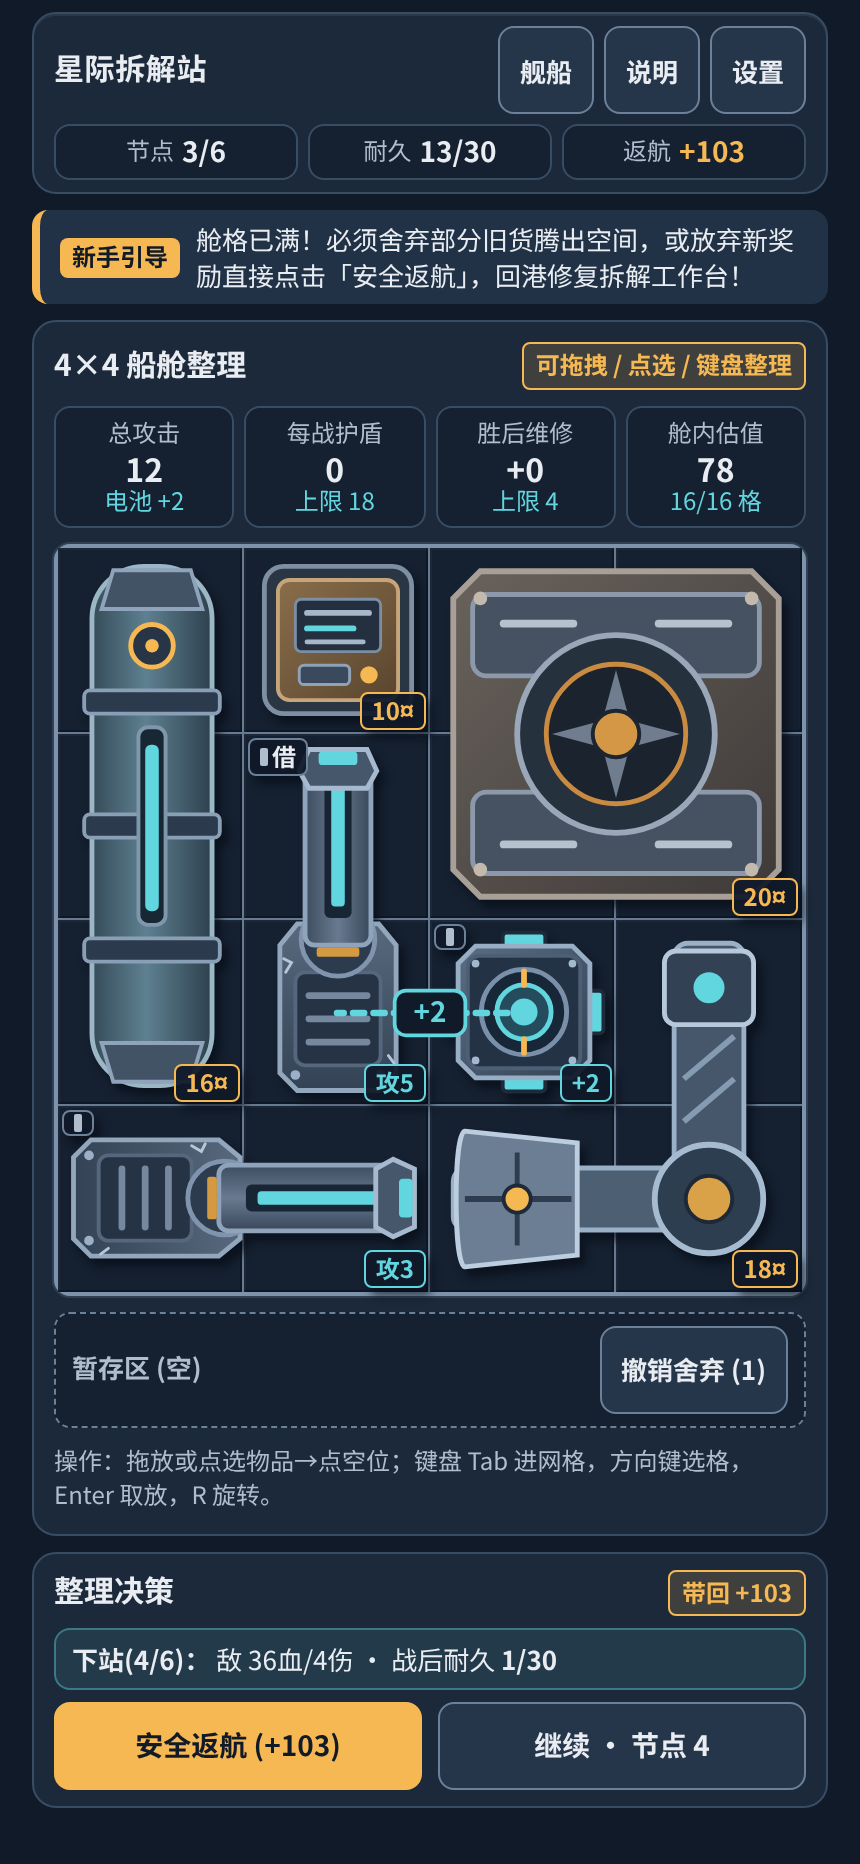 星际拆解站
舰船
说明
设置
节点 3/6
耐久 13/30
返航 +103
新手引导
舱格已满！必须舍弃部分旧货腾出空间，或放弃新奖
励直接点击「安全返航」，回港修复拆解工作台！
4×4 船舱整理
可拖拽 / 点选 / 键盘整理
总攻击
12
电池 +2
每战护盾
0
上限 18
胜后维修
+0
上限 4
舱内估值
78
16/16 格
10¤
借
20¤
+2
16¤
攻5
+2
攻3
18¤
暂存区 (空)
撤销舍弃 (1)
操作：拖放或点选物品→点空位；键盘 Tab 进网格，方向键选格，
Enter 取放，R 旋转。
整理决策
带回 +103
下站(4/6)： 敌 36血/4伤 · 战后耐久 1/30
安全返航 (+103)
继续 · 节点 4